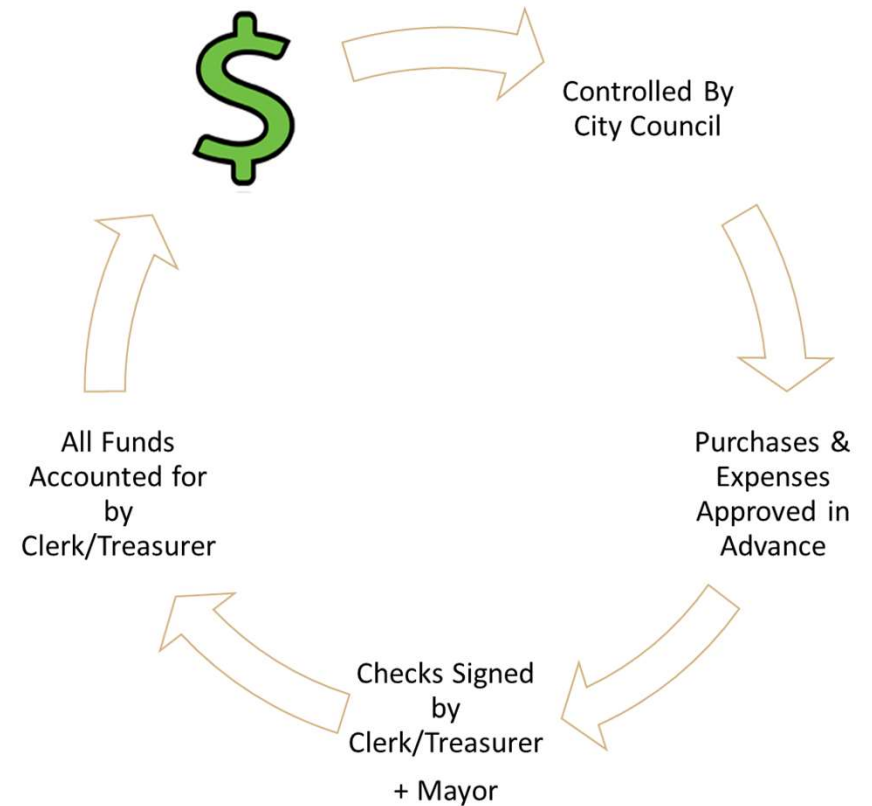 $
Controlled By
City Council
Purchases &
Expenses
Approved in
Advance
Checks Signed
by
Clerk/Treasurer
+ Mayor
All Funds
Accounted for
by
Clerk/Treasurer